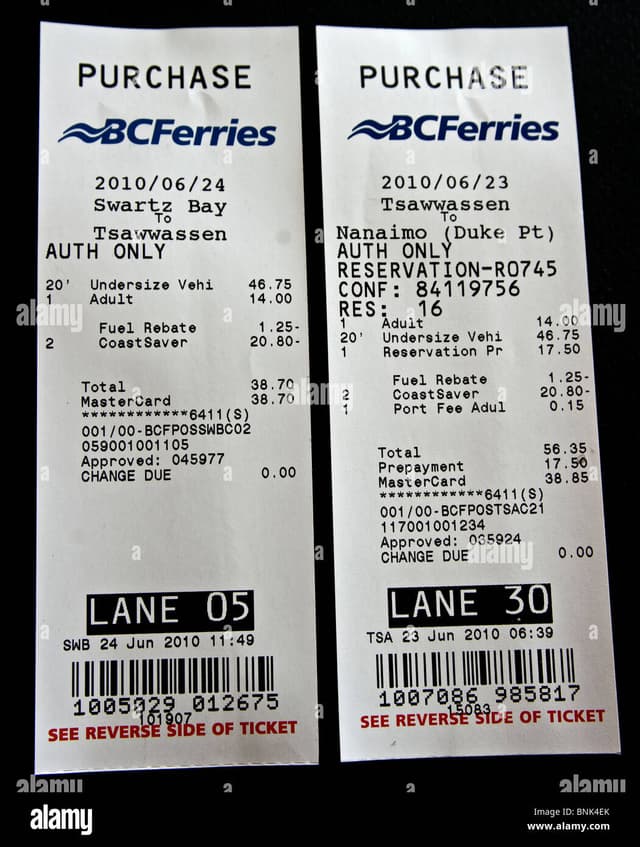 PURCHASE
BCFerries
2010/06/24
Swartz Bay
To
Tsawwassen
AUTH ONLY
20' Undersize Vehi 46.75
1 Adult 14.00
Fuel Rebate 1.25-
2 CoastSaver 20.80-
Total 38.70
MasterCard 38.70
************6411(S)
001/00-BCFPOSSWBC02
059001001105
Approved: 045977
CHANGE DUE 0.00
LANE 05
SWB 24 Jun 2010 11:49
1005029 012675
101907
SEE REVERSE SIDE OF TICKET
PURCHASE
BCFerries
2010/06/23
Tsawwassen
To
Nanaimo (Duke Pt)
AUTH ONLY
RESERVATION-R0745
CONF: 84119756
RES: 16
1 Adult 14.00
20' Undersize Vehi 46.75
1 Reservation Pr 17.50
Fuel Rebate 1.25-
2 CoastSaver 20.80-
1 Port Fee Adul 0.15
Total 56.35
Prepayment 17.50
MasterCard 38.85
************6411(S)
001/00-BCFPOSTSAC21
117001001234
Approved: 035924
CHANGE DUE 0.00
LANE 30
TSA 23 Jun 2010 06:39
1007086 985817
15083
SEE REVERSE SIDE OF TICKET
alamy
Image ID: BNK4EK
www.alamy.com